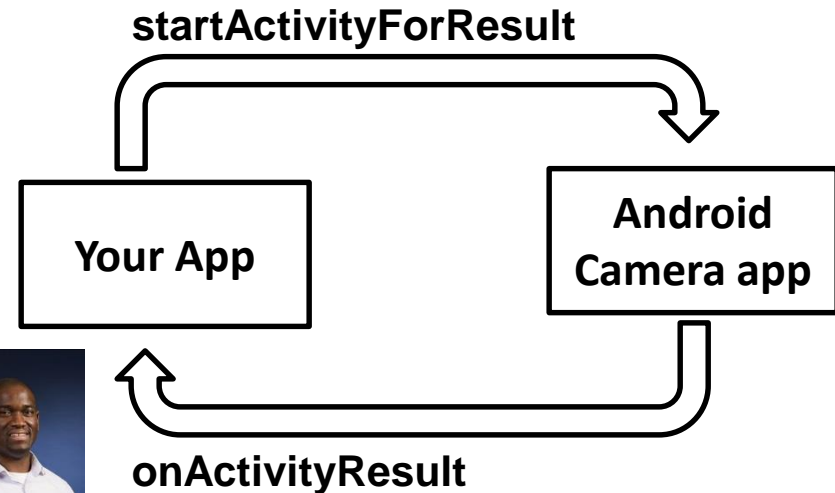 startActivityForResult
Your App
Android
Camera app
onActivityResult